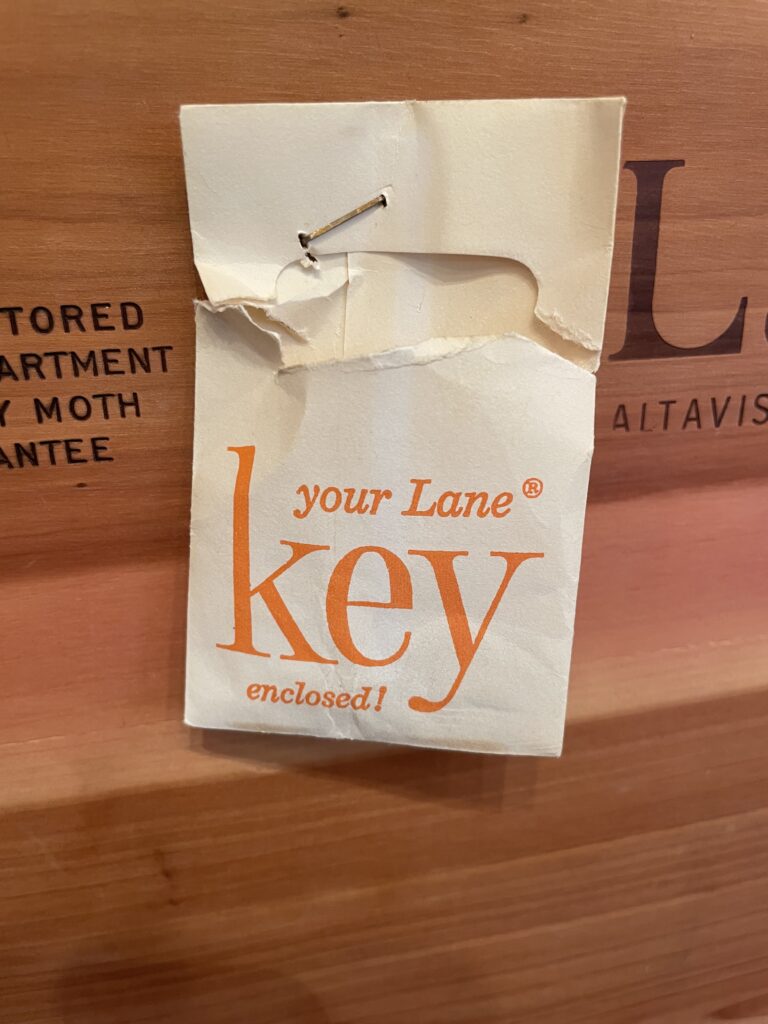 TORED
ARTMENT
Y MOTH
ANTEE
L
ALTAVIS
your Lane®
key
enclosed!